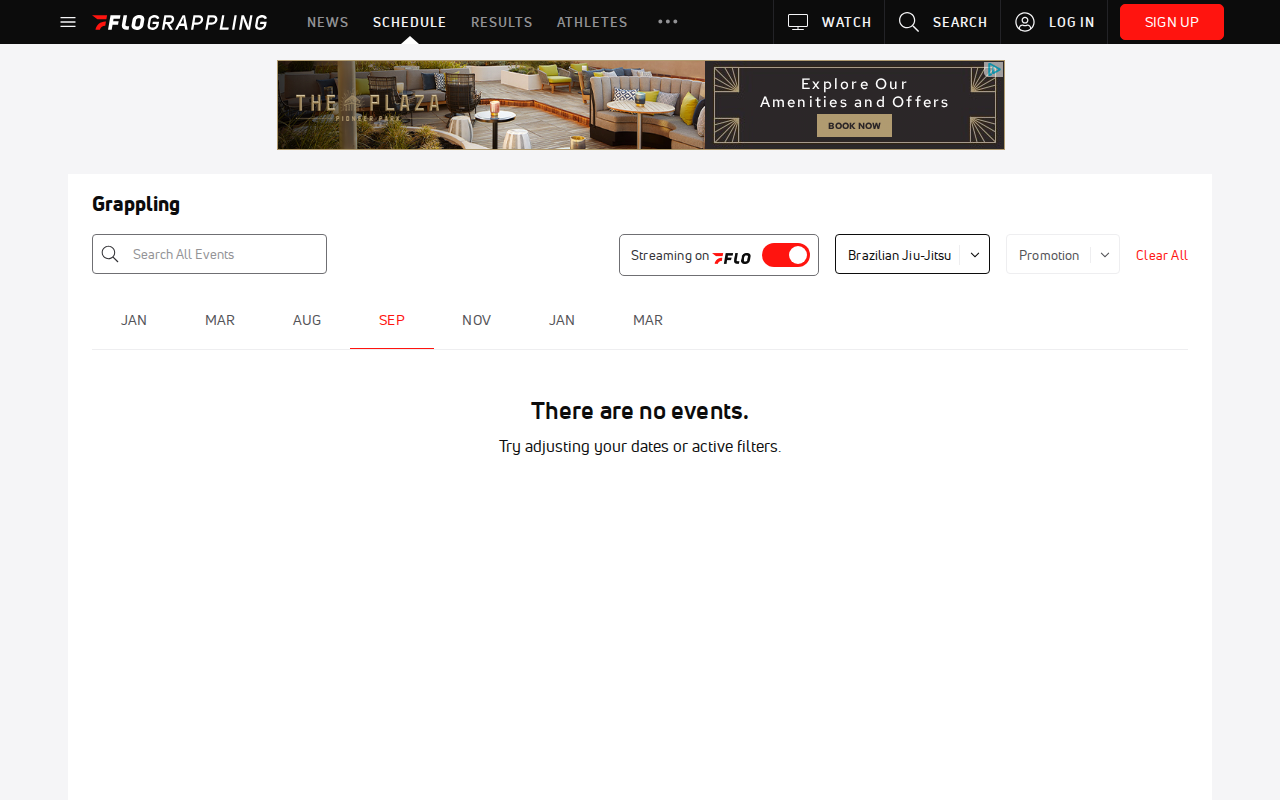 FLOGRAPPLING
NEWS
SCHEDULE
RESULTS
ATHLETES
WATCH
SEARCH
LOG IN
SIGN UP
THE PLAZA
PIONEER PARK
Explore Our
Amenities and Offers
BOOK NOW
Grappling
Search All Events
Streaming on FLO
Brazilian Jiu-Jitsu
Promotion
Clear All
JAN
MAR
AUG
SEP
NOV
JAN
MAR
There are no events.
Try adjusting your dates or active filters.